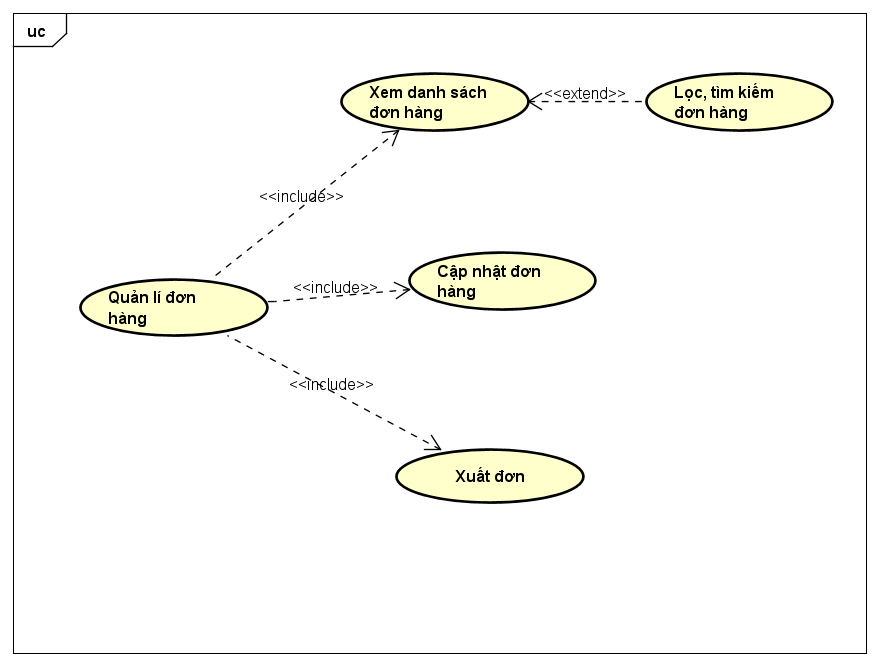 uc
Xem danh sách
đơn hàng
<<extend>>
Lọc, tìm kiếm
đơn hàng
<<include>>
Cập nhật đơn
hàng
<<include>>
Quản lí đơn
hàng
<<include>>
Xuất đơn